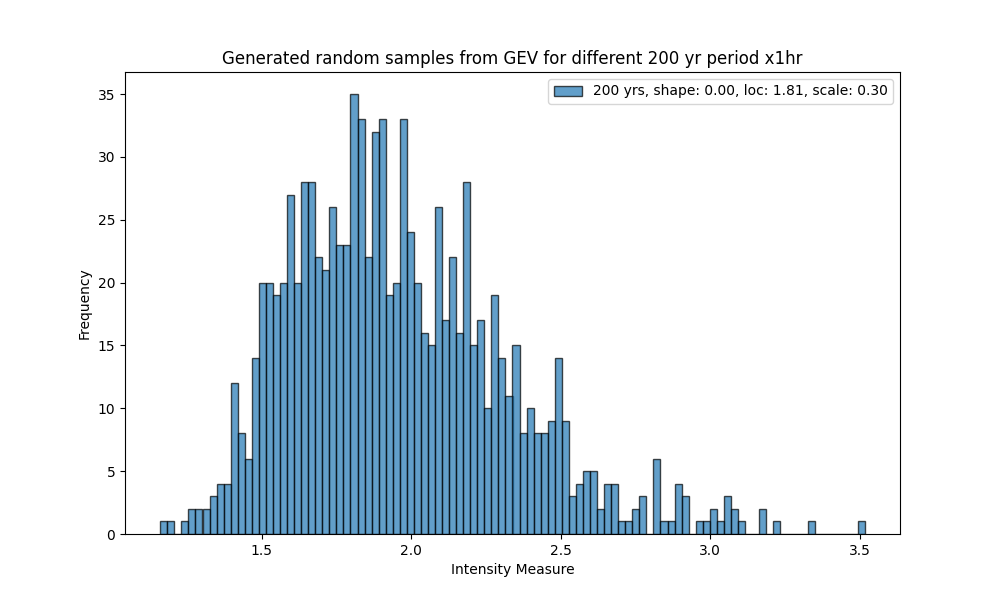 Generated random samples from GEV for different 200 yr period x1hr
200 yrs, shape: 0.00, loc: 1.81, scale: 0.30
35
30
25
20
15
10
5
0
Frequency
1.5 2.0 2.5 3.0 3.5
Intensity Measure